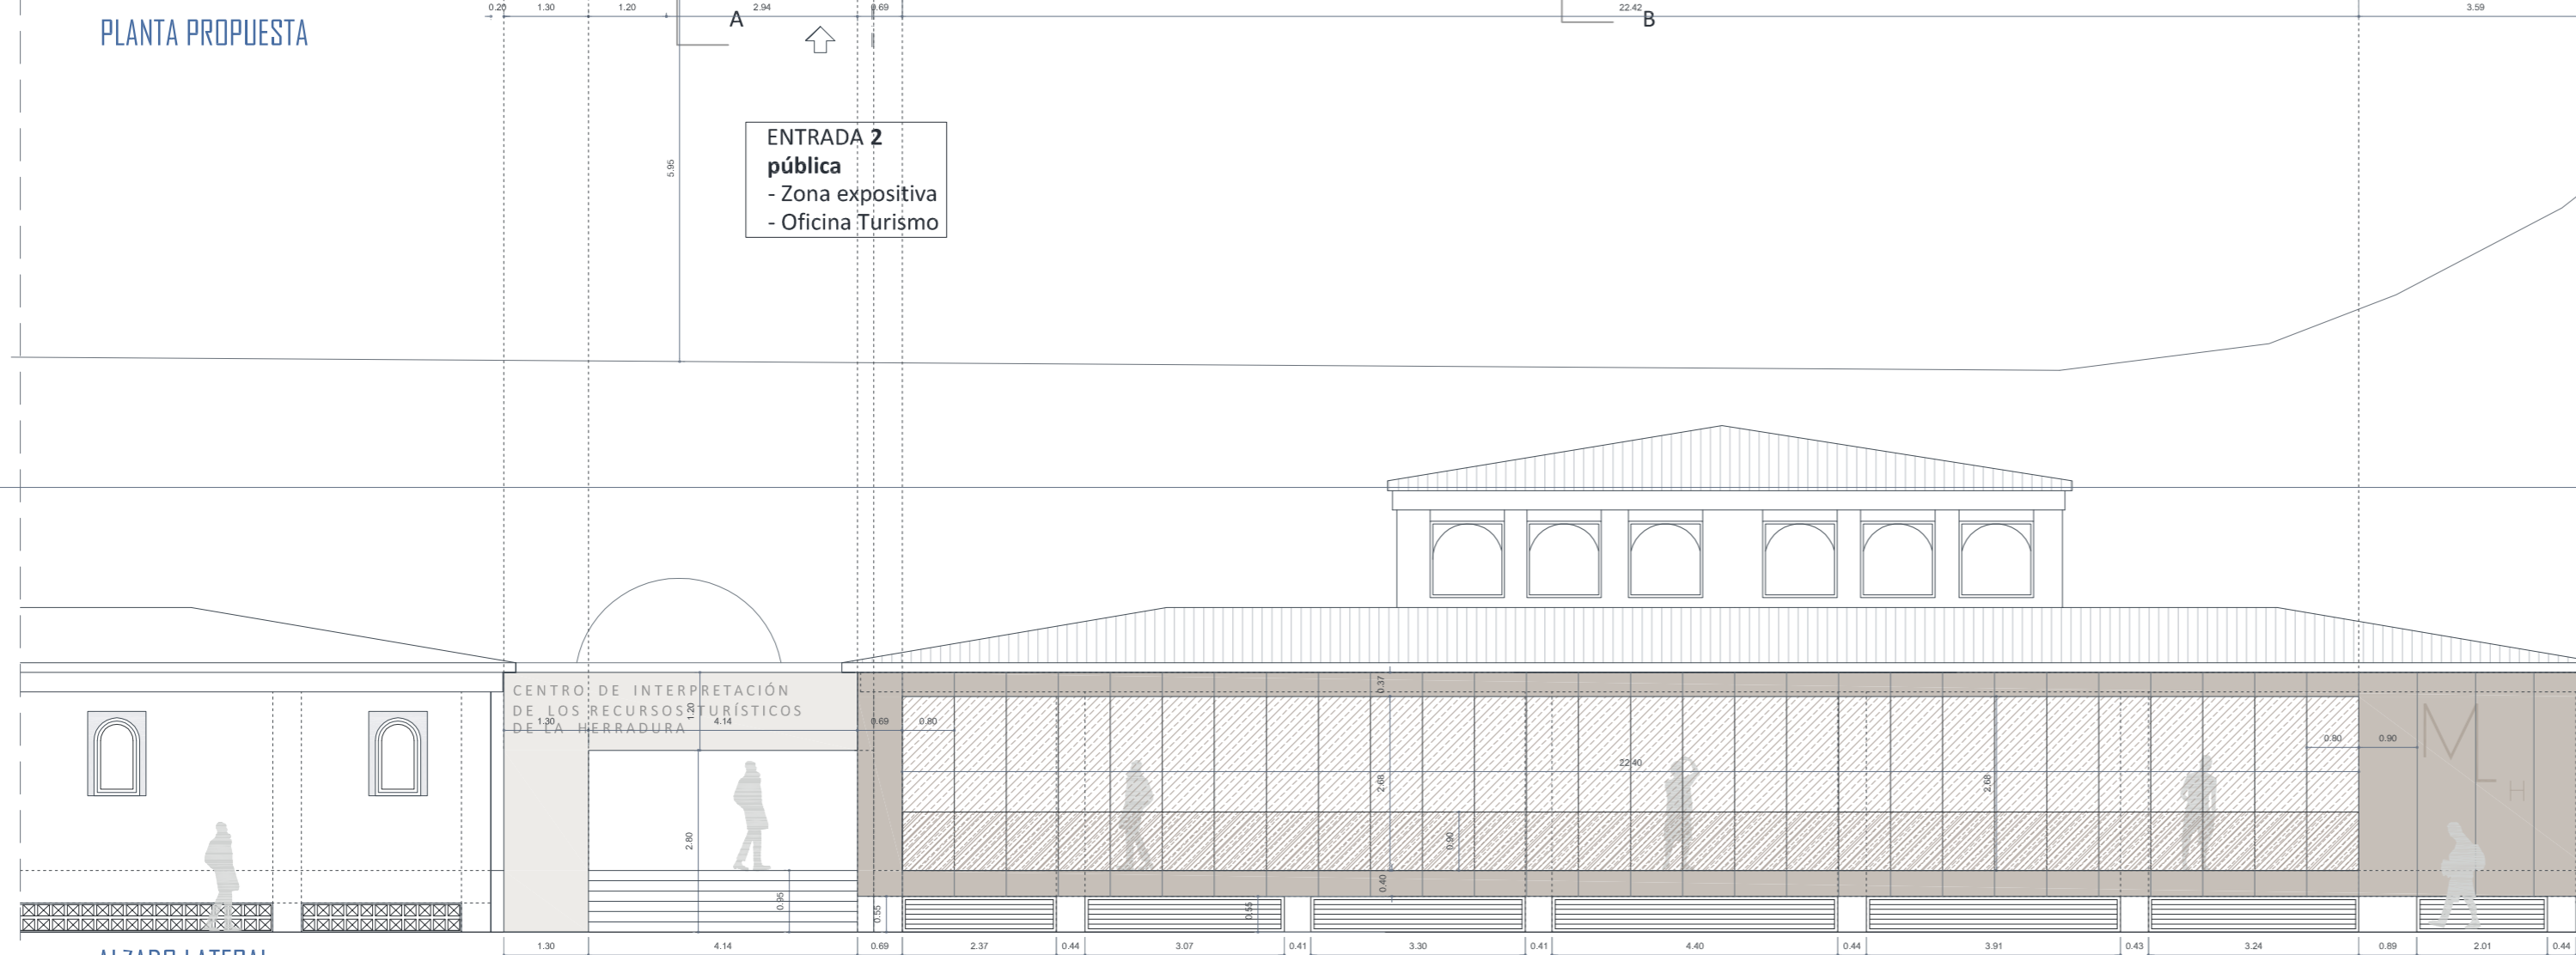 0.20 1.30 1.20 2.94 0.69 22.42 3.59
A B
PLANTA PROPUESTA
ENTRADA 2
pública
- Zona expositiva
- Oficina Turismo
5.95
CENTRO DE INTERPRETACIÓN
DE LOS RECURSOS TURÍSTICOS
DE LA HERRADURA
1.30 1.20 4.14 0.69 0.80
0.37
22.40
0.80 0.90
M L H
2.68 2.68
2.80
0.90
0.95
0.40
0.55 0.55
1.30 4.14 0.69 2.37 0.44 3.07 0.41 3.30 0.41 4.40 0.44 3.91 0.43 3.24 0.89 2.01 0.44
ALZADO LATERAL